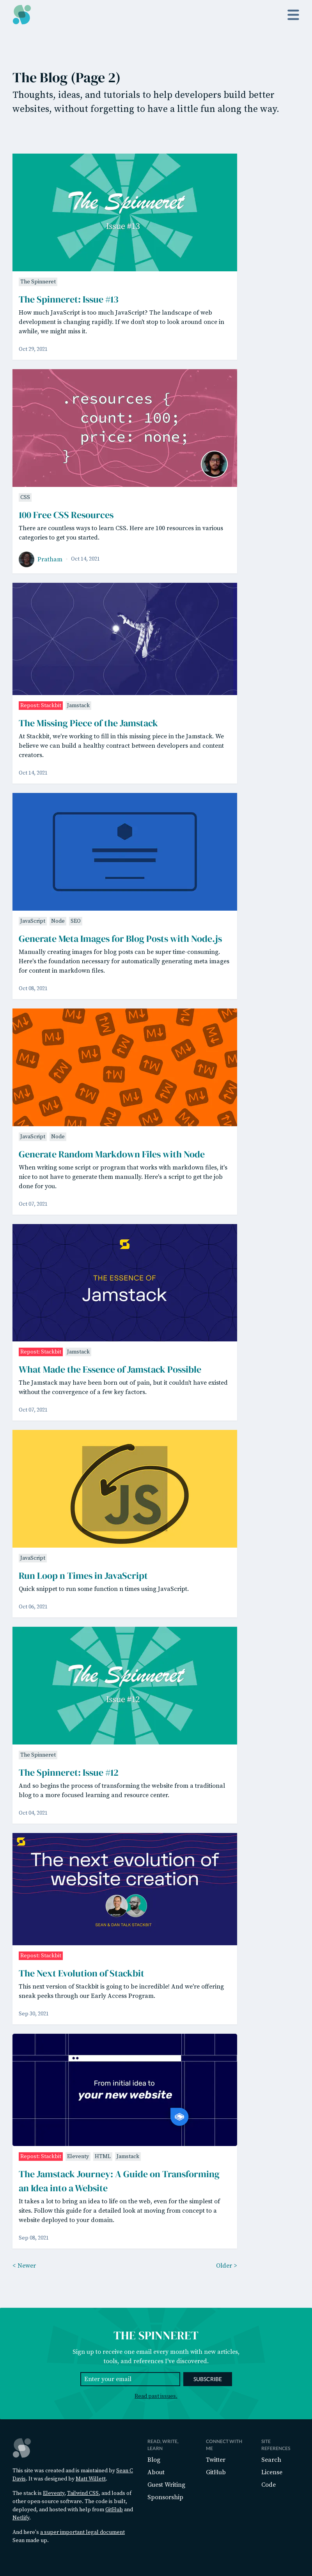 The Blog (Page 2)
Thoughts, ideas, and tutorials to help developers build better
websites, without forgetting to have a little fun along the way.
The Spinneret
Issue #13
The Spinneret
The Spinneret: Issue #13
How much JavaScript is too much JavaScript? The landscape of web
development is changing rapidly. If we don't stop to look around once in
awhile, we might miss it.
Oct 29, 2021
.resources {
count: 100;
price: none;
}
CSS
100 Free CSS Resources
There are countless ways to learn CSS. Here are 100 resources in various
categories to get you started.
Pratham
Oct 14, 2021
Repost: Stackbit Jamstack
The Missing Piece of the Jamstack
At Stackbit, we're working to fill in this missing piece in the Jamstack. We
believe we can build a healthy contract between developers and content
creators.
Oct 14, 2021
JavaScript Node SEO
Generate Meta Images for Blog Posts with Node.js
Manually creating images for blog posts can be super time-consuming.
Here's the foundation necessary for automatically generating meta images
for content in markdown files.
Oct 08, 2021
JavaScript Node
Generate Random Markdown Files with Node
When writing some script or program that works with markdown files, it's
nice to not have to generate them manually. Here's a script to get the job
done for you.
Oct 07, 2021
THE ESSENCE OF
Jamstack
Repost: Stackbit Jamstack
What Made the Essence of Jamstack Possible
The Jamstack may have been born out of pain, but it couldn't have existed
without the convergence of a few key factors.
Oct 07, 2021
JS
JavaScript
Run Loop n Times in JavaScript
Quick snippet to run some function n times using JavaScript.
Oct 06, 2021
The Spinneret
Issue #12
The Spinneret
The Spinneret: Issue #12
And so begins the process of transforming the website from a traditional
blog to a more focused learning and resource center.
Oct 04, 2021
The next evolution of
website creation
SEAN & DAN TALK STACKBIT
Repost: Stackbit
The Next Evolution of Stackbit
This next version of Stackbit is going to be incredible! And we're offering
sneak peeks through our Early Access Program.
Sep 30, 2021
From initial idea to
your new website
Repost: Stackbit Eleventy HTML Jamstack
The Jamstack Journey: A Guide on Transforming
an Idea into a Website
It takes a lot to bring an idea to life on the web, even for the simplest of
sites. Follow this guide for a detailed look at moving from concept to a
website deployed to your domain.
Sep 08, 2021
< Newer
Older >
THE SPINNERET
Sign up to receive one email every month with new articles,
tools, and references I've discovered.
Enter your email
SUBSCRIBE
Read past issues.
This site was created and is maintained by Sean C
Davis. It was designed by Matt Willett.
The stack is Eleventy, Tailwind CSS, and loads of
other open-source software. The code is built,
deployed, and hosted with help from GitHub and
Netlify.
And here's a super important legal document
Sean made up.
READ, WRITE,
LEARN
Blog
About
Guest Writing
Sponsorship
CONNECT WITH
ME
Twitter
GitHub
SITE
REFERENCES
Search
License
Code